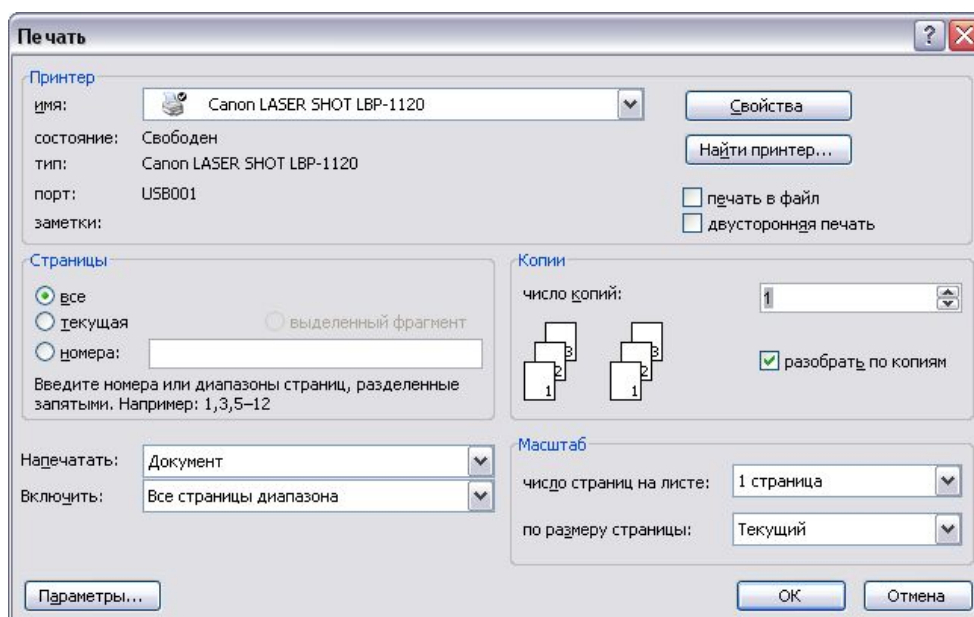 Печать
Принтер
имя: Canon LASER SHOT LBP-1120
Свойства
состояние: Свободен
тип: Canon LASER SHOT LBP-1120
Найти принтер...
порт: USB001
печать в файл
заметки:
двусторонняя печать
Страницы
все
текущая
выделенный фрагмент
номера:
Введите номера или диапазоны страниц, разделенные
запятыми. Например: 1,3,5–12
Копии
число копий: 1
3 3
2 2
1 1
разобрать по копиям
Напечатать: Документ
Включить: Все страницы диапазона
Масштаб
число страниц на листе: 1 страница
по размеру страницы: Текущий
Параметры...
ОК
Отмена